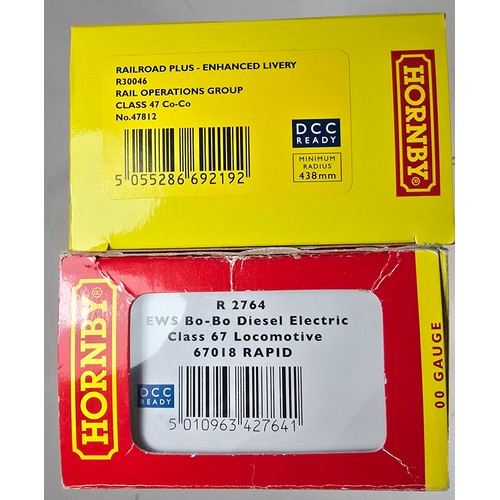 RAILROAD PLUS - ENHANCED LIVERY
R30046
RAIL OPERATIONS GROUP
CLASS 47 Co-Co
No.47812
DCC
READY
MINIMUM
RADIUS
438mm
5 055286 692192
HORNBY®
HORNBY®
R 2764
EWS Bo-Bo Diesel Electric
Class 67 Locomotive
67018 RAPID
DCC
READY
5 010963 427641
00 GAUGE